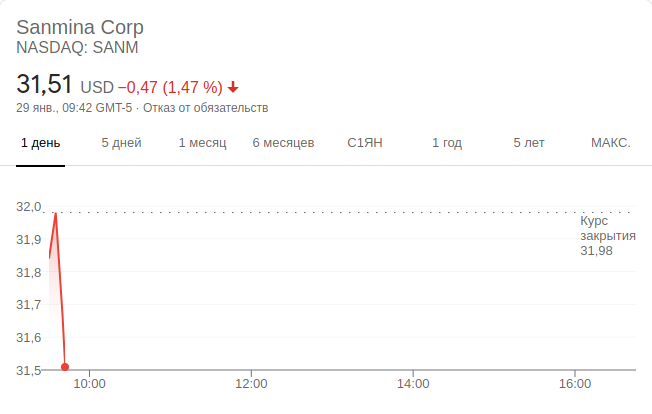 Sanmina Corp
NASDAQ: SANM
31,51 USD −0,47 (1,47 %)
29 янв., 09:42 GMT-5 · Отказ от обязательств
1 день 5 дней 1 месяц 6 месяцев С1ЯН 1 год 5 лет МАКС.
32,0
Курс
31,9
закрытия
31,98
31,8
31,7
31,6
31,5
10:00 12:00 14:00 16:00